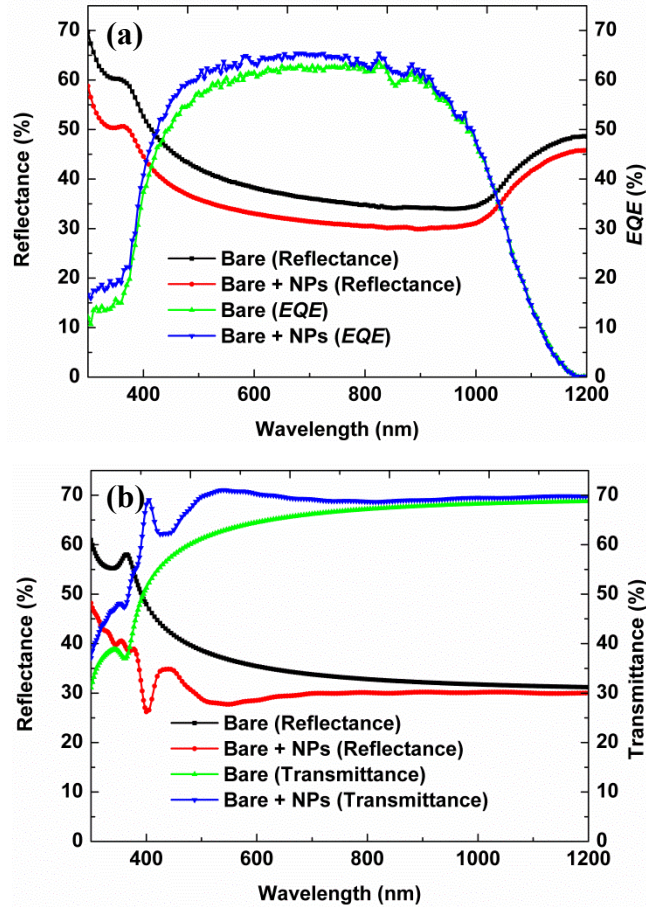 (a)
70
60
50
40
30
20
10
0
Reflectance (%)
70
60
50
40
30
20
10
0
EQE (%)
Bare (Reflectance)
Bare + NPs (Reflectance)
Bare (EQE)
Bare + NPs (EQE)
400 600 800 1000 1200
Wavelength (nm)
(b)
70
60
50
40
30
20
10
0
Reflectance (%)
70
60
50
40
30
20
10
0
Transmittance (%)
Bare (Reflectance)
Bare + NPs (Reflectance)
Bare (Transmittance)
Bare + NPs (Transmittance)
400 600 800 1000 1200
Wavelength (nm)